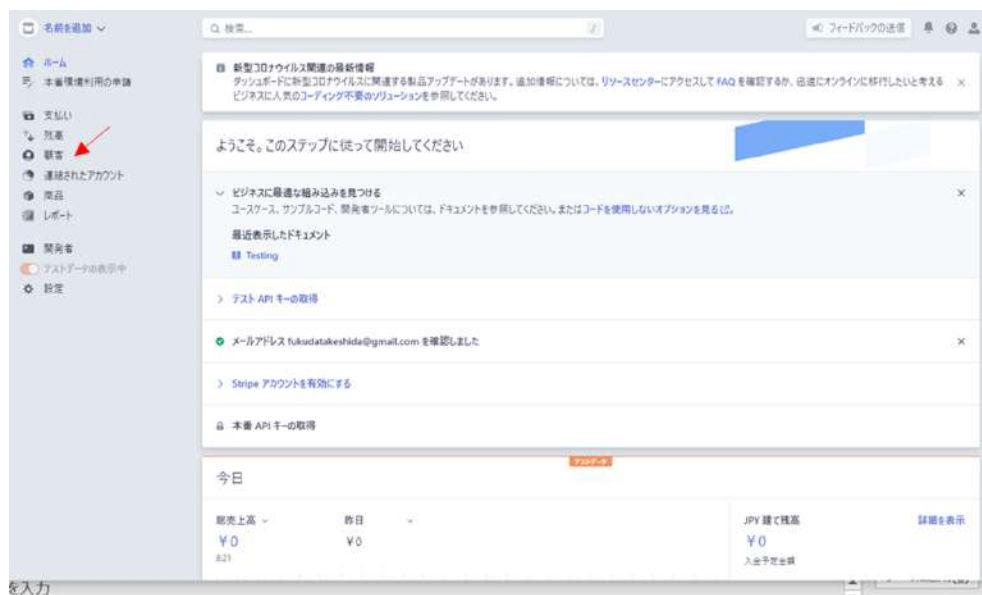 名前を追加
検索...
フィードバックの送信
ホーム
本番環境利用の申請
支払い
残高
顧客
連結されたアカウント
商品
レポート
開発者
テストデータの表示中
設定
新型コロナウイルス関連の最新情報
ダッシュボードに新型コロナウイルスに関連する製品アップデートがあります。追加情報については、リソースセンターにアクセスして FAQ を確認するか、迅速にオンラインに移行したいと考える
ビジネスに人気のコーディング不要のソリューションを参照してください。
ようこそ。このステップに従って開始してください
ビジネスに最適な組み込みを見つける
ユースケース、サンプルコード、開発者ツールについては、ドキュメントを参照してください。またはコードを使用しないオプションを見る。
最近表示したドキュメント
Testing
テスト API キーの取得
メールアドレス fukudatakeshida@gmail.com を確認しました
Stripe アカウントを有効にする
本番 API キーの取得
テストデータ
今日
総売上高
昨日
JPY 建て残高
詳細を表示
¥0
¥0
¥0
8:21
入金予定金額
を入力